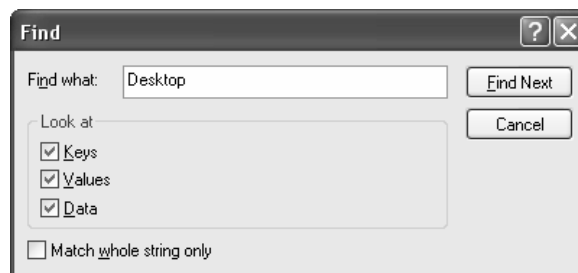 Find
Find what: Desktop Find Next
Look at Cancel
Keys
Values
Data
Match whole string only